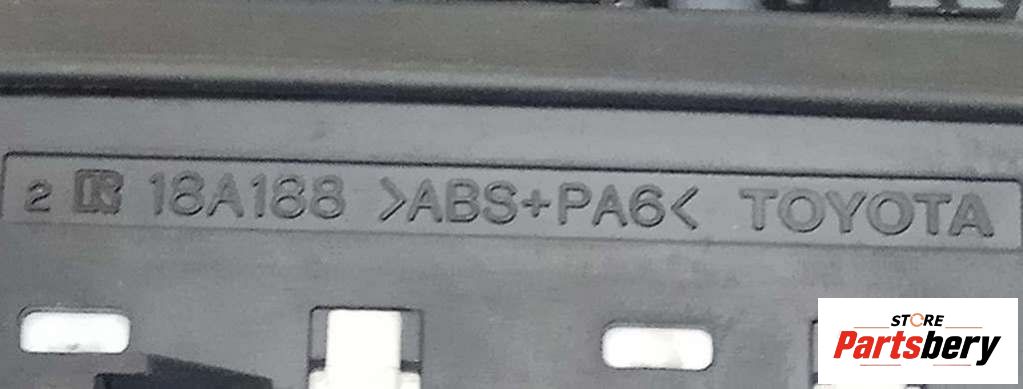 2 R 18A188 >ABS+PA6< TOYOTA
STORE
Partsbery